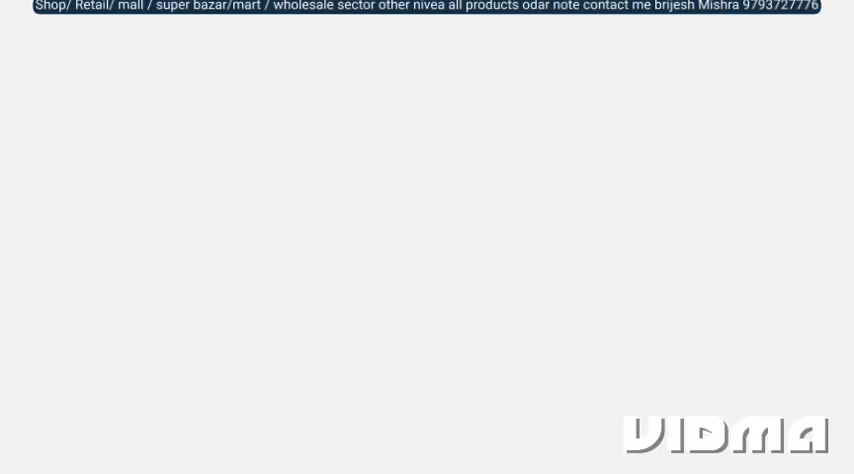 Shop/ Retail/ mall / super bazar/mart / wholesale sector other nivea all products odar note contact me brijesh Mishra 9793727776
VIDMA